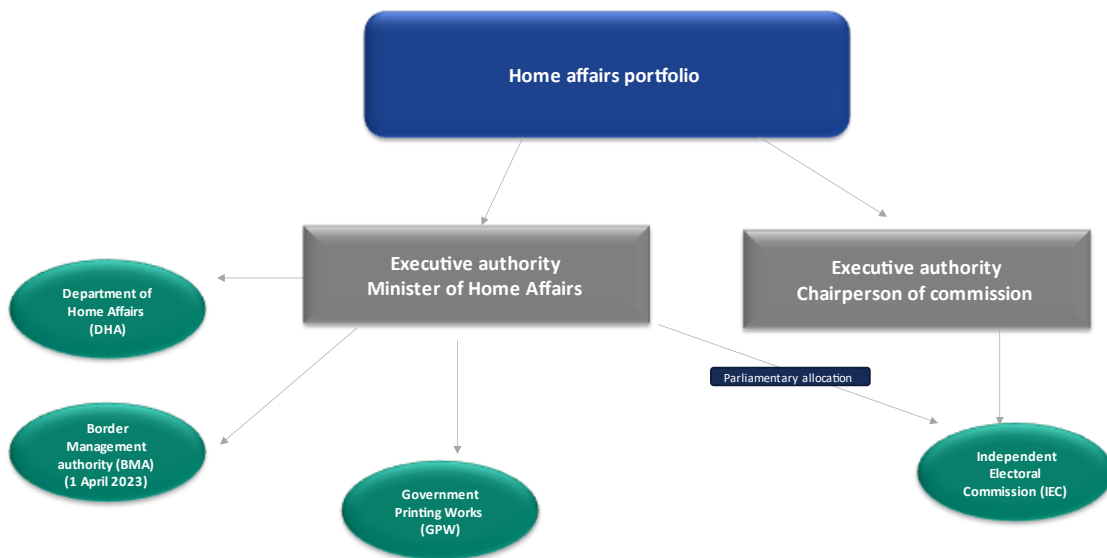 Home affairs portfolio
Executive authority
Minister of Home Affairs
Executive authority
Chairperson of commission
Department of
Home Affairs
(DHA)
Parliamentary allocation
Border
Management
authority (BMA)
(1 April 2023)
Government
Printing Works
(GPW)
Independent
Electoral
Commission (IEC)